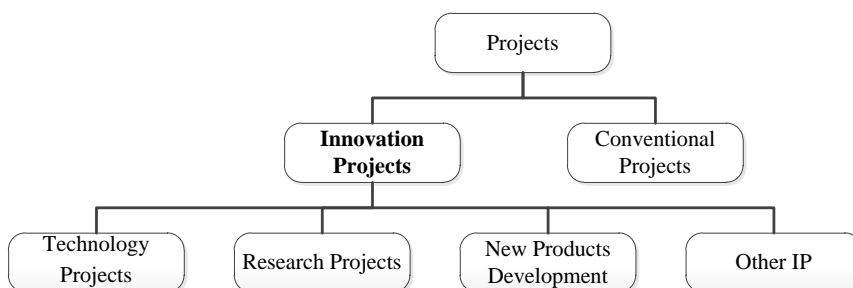 Projects
Innovation
Projects
Conventional
Projects
Technology
Projects
Research Projects
New Products
Development
Other IP